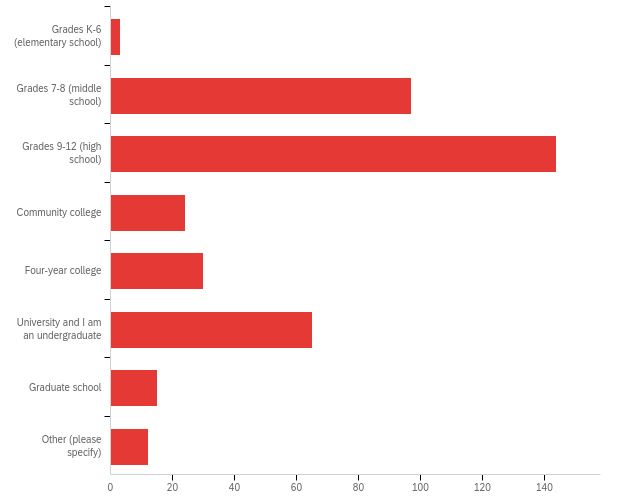 Grades K-6
(elementary school)
Grades 7-8 (middle
school)
Grades 9-12 (high
school)
Community college
Four-year college
University and I am
an undergraduate
Graduate school
Other (please
specify)
0 20 40 60 80 100 120 140